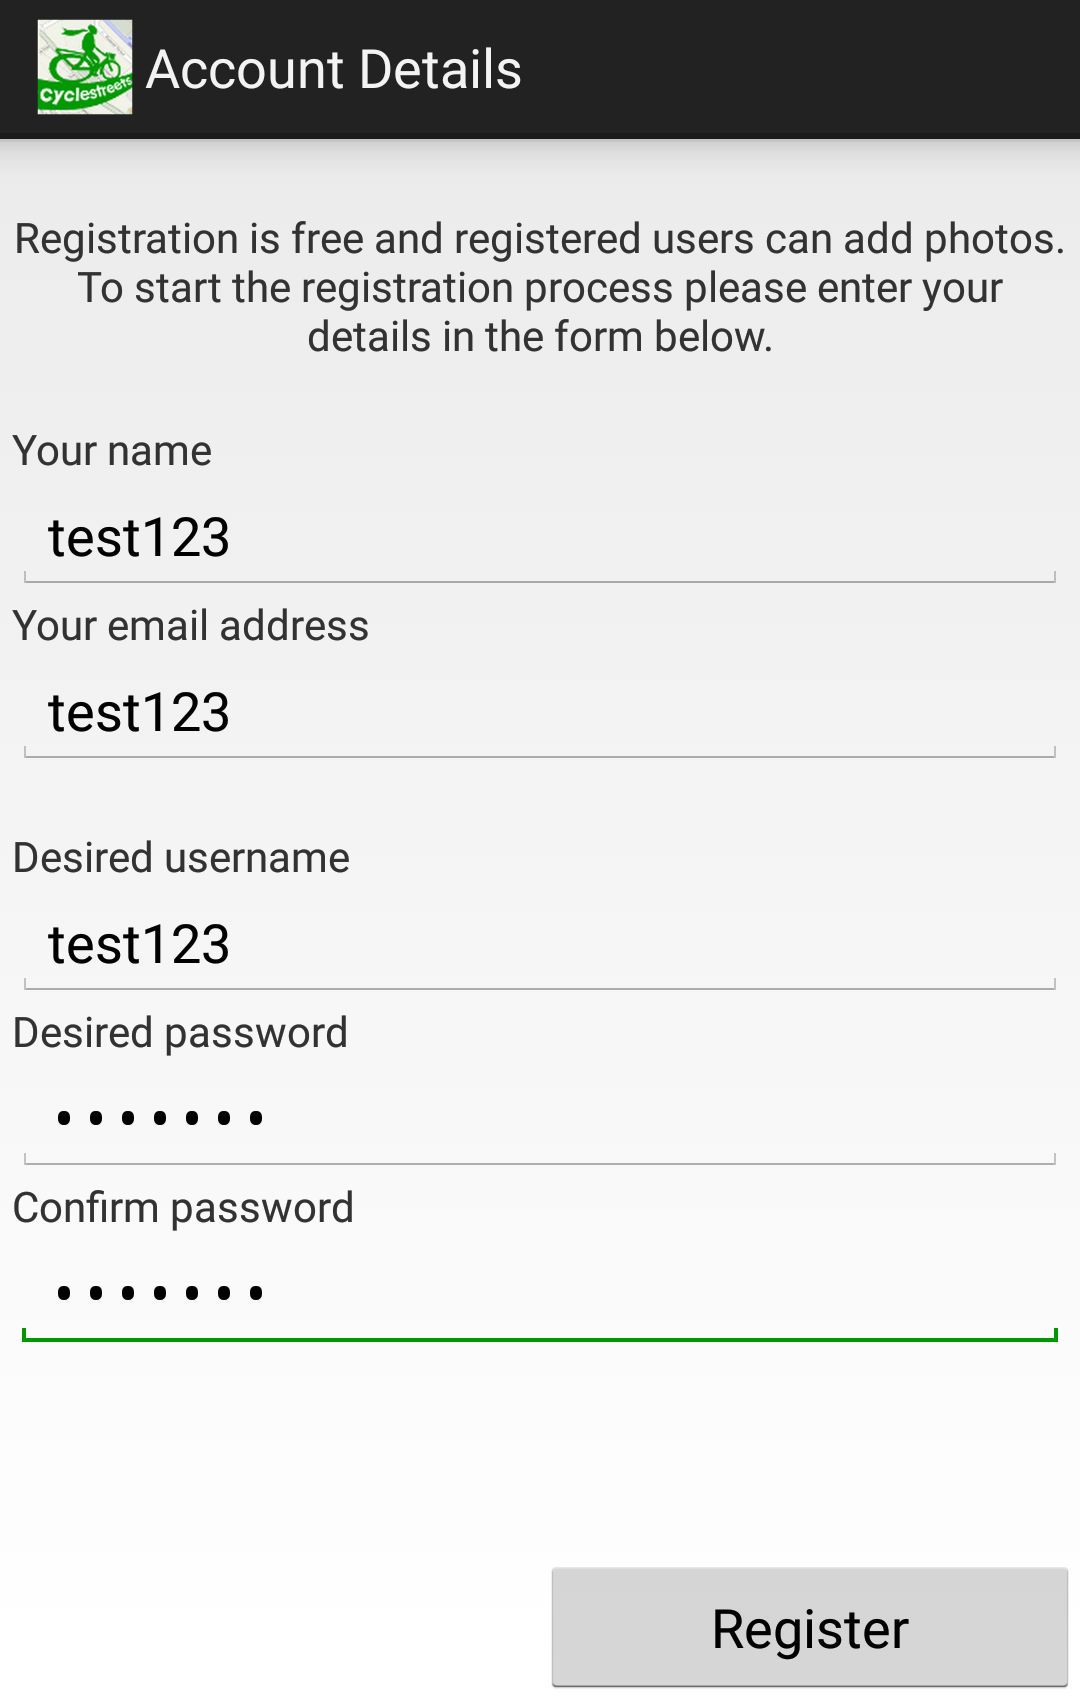 Cyclestreets
Account Details
Registration is free and registered users can add photos.
To start the registration process please enter your
details in the form below.
Your name
test123
Your email address
test123
Desired username
test123
Desired password
•••••••
Confirm password
•••••••
Register